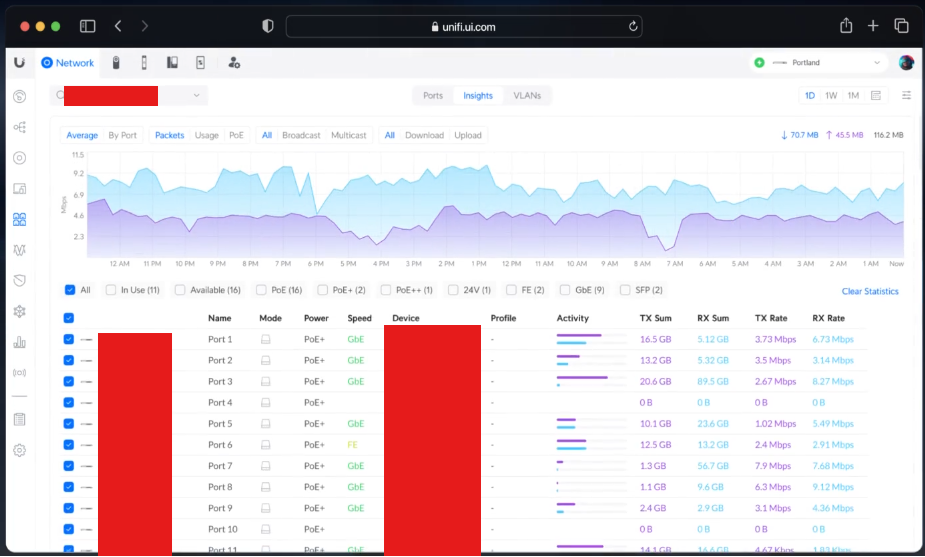 unifi.ui.com
Network
Portland
Ports Insights VLANs 1D 1W 1M
Average By Port Packets Usage PoE All Broadcast Multicast All Download Upload ↓ 70.7 MB ↑ 45.5 MB 116.2 MB
11.5
9.2
6.9
4.6
2.3
Mbps
12 AM 11 PM 10 PM 9 PM 8 PM 7 PM 6 PM 5 PM 4 PM 3 PM 2 PM 1 PM 12 PM 11 AM 10 AM 9 AM 8 AM 7 AM 6 AM 5 AM 4 AM 3 AM 2 AM 1 AM Now
All In Use (11) Available (16) PoE (16) PoE+ (2) PoE++ (1) 24V (1) FE (2) GbE (9) SFP (2) Clear Statistics
Name Mode Power Speed Device Profile Activity TX Sum RX Sum TX Rate RX Rate
Port 1 PoE+ GbE - 16.5 GB 5.12 GB 3.73 Mbps 6.73 Mbps
Port 2 PoE+ GbE - 13.2 GB 5.32 GB 3.5 Mbps 3.14 Mbps
Port 3 PoE+ GbE - 20.6 GB 89.5 GB 2.67 Mbps 8.27 Mbps
Port 4 PoE+ - 0 B 0 B 0 B 0 B
Port 5 PoE+ GbE - 10.1 GB 23.6 GB 1.02 Mbps 5.49 Mbps
Port 6 PoE+ FE - 12.5 GB 13.2 GB 2.4 Mbps 2.91 Mbps
Port 7 PoE+ GbE - 1.3 GB 56.7 GB 7.9 Mbps 7.68 Mbps
Port 8 PoE+ GbE - 1.1 GB 9.6 GB 6.3 Mbps 9.12 Mbps
Port 9 PoE+ GbE - 2.4 GB 2.9 GB 3.1 Mbps 4.36 Mbps
Port 10 PoE+ - 0 B 0 B 0 B 0 B
Port 11 PoE+ GbE - 14.1 GB 16.6 GB 4.67 Kbps 1.83 Kbps